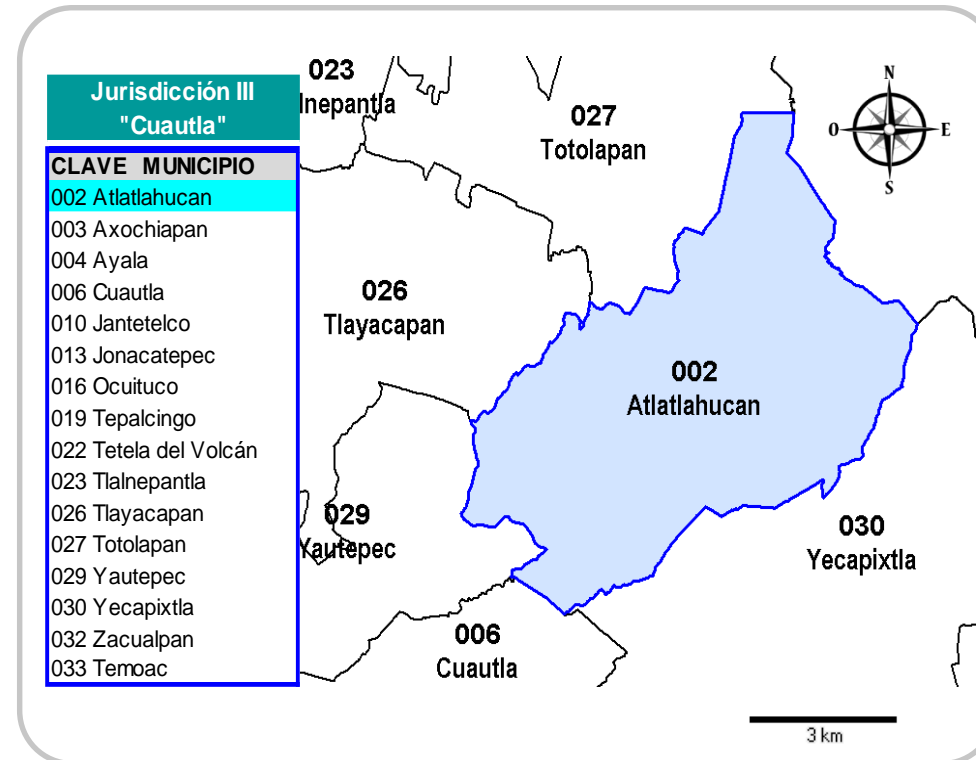 Jurisdicción III
"Cuautla"
CLAVE MUNICIPIO
002 Atlatlahucan
003 Axochiapan
004 Ayala
006 Cuautla
010 Jantetelco
013 Jonacatepec
016 Ocuituco
019 Tepalcingo
022 Tetela del Volcán
023 Tlalnepantla
026 Tlayacapan
027 Totolapan
029 Yautepec
030 Yecapixtla
032 Zacualpan
033 Temoac
023
lnepantla
027
Totolapan
026
Tlayacapan
002
Atlatlahucan
029
Yautepec
030
Yecapixtla
006
Cuautla
N
O E
S
3 km